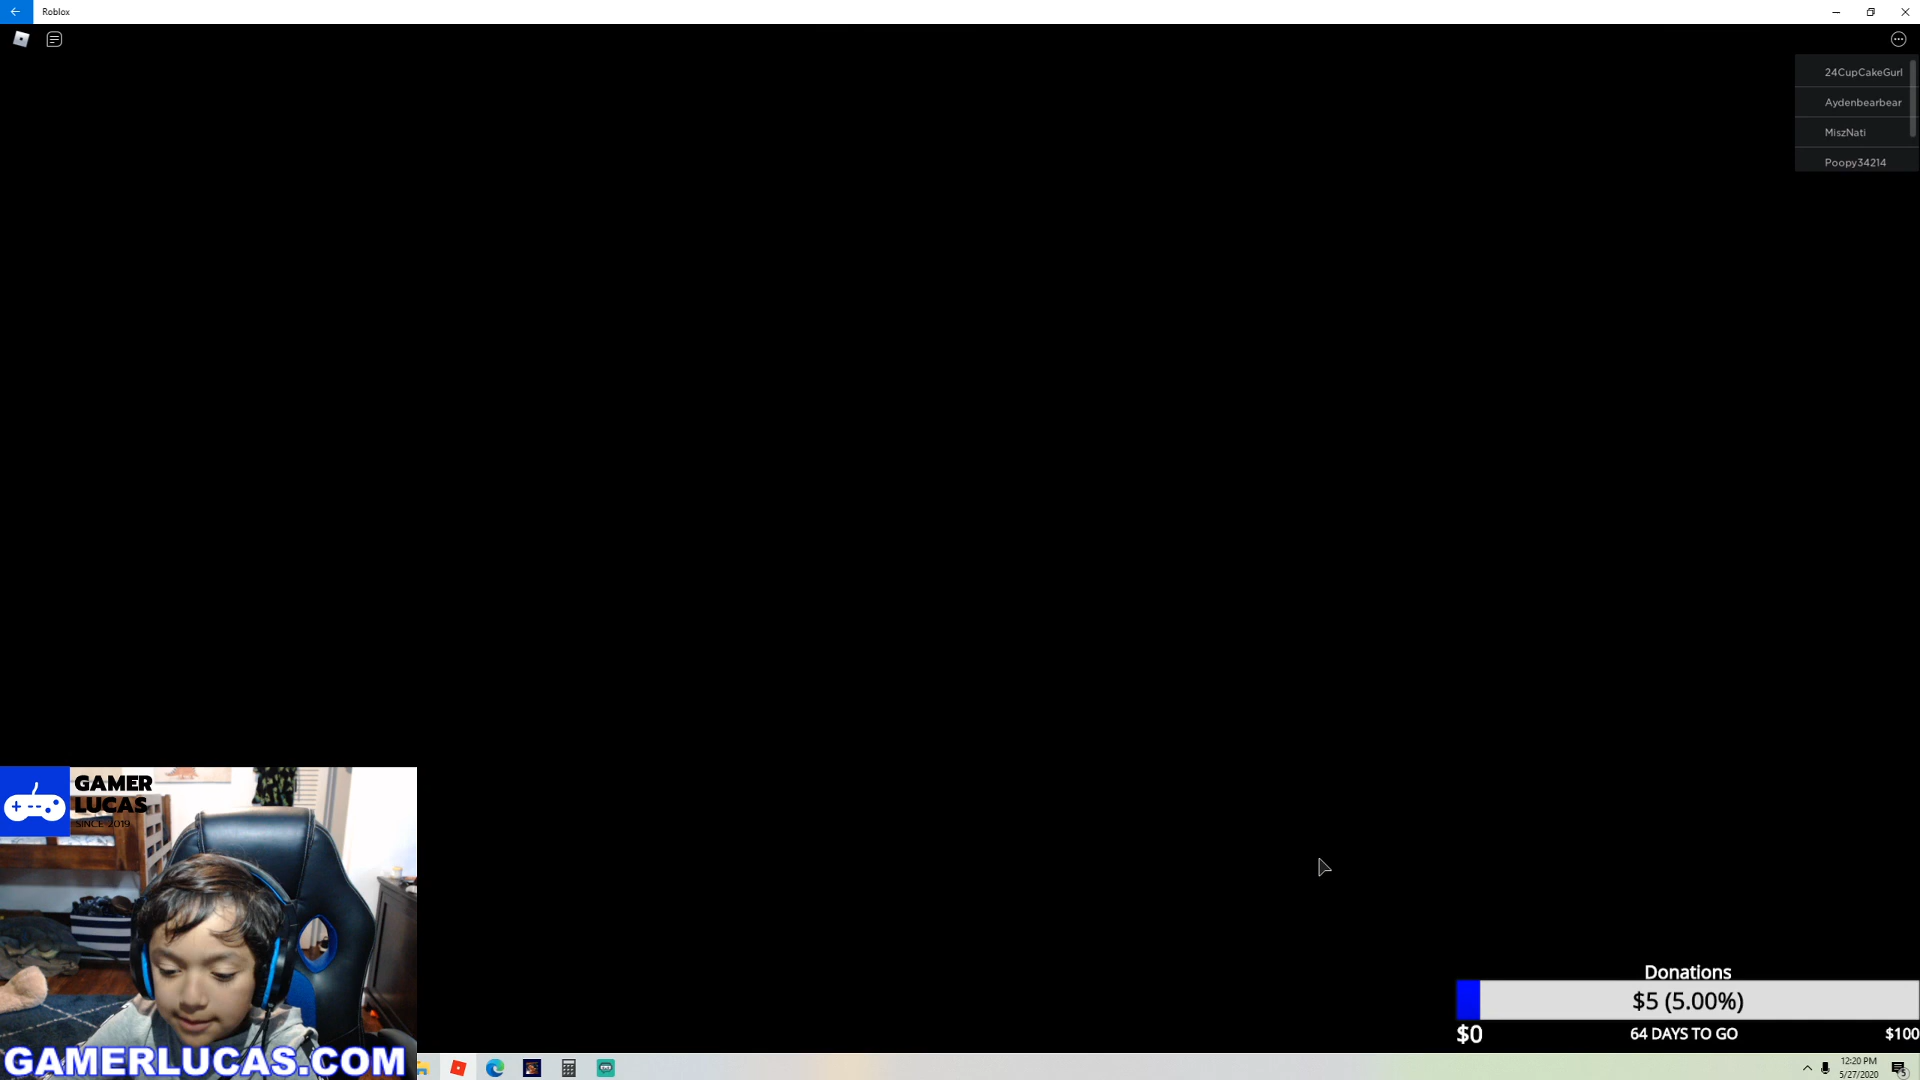 Roblox
24CupCakeGurl
Aydenbearbear
MiszNati
Poopy34214
GAMER
LUCAS
SINCE 2019
GAMERLUCAS.COM
Donations
$5 (5.00%)
$0 64 DAYS TO GO $100
12:20 PM
5/27/2020
5